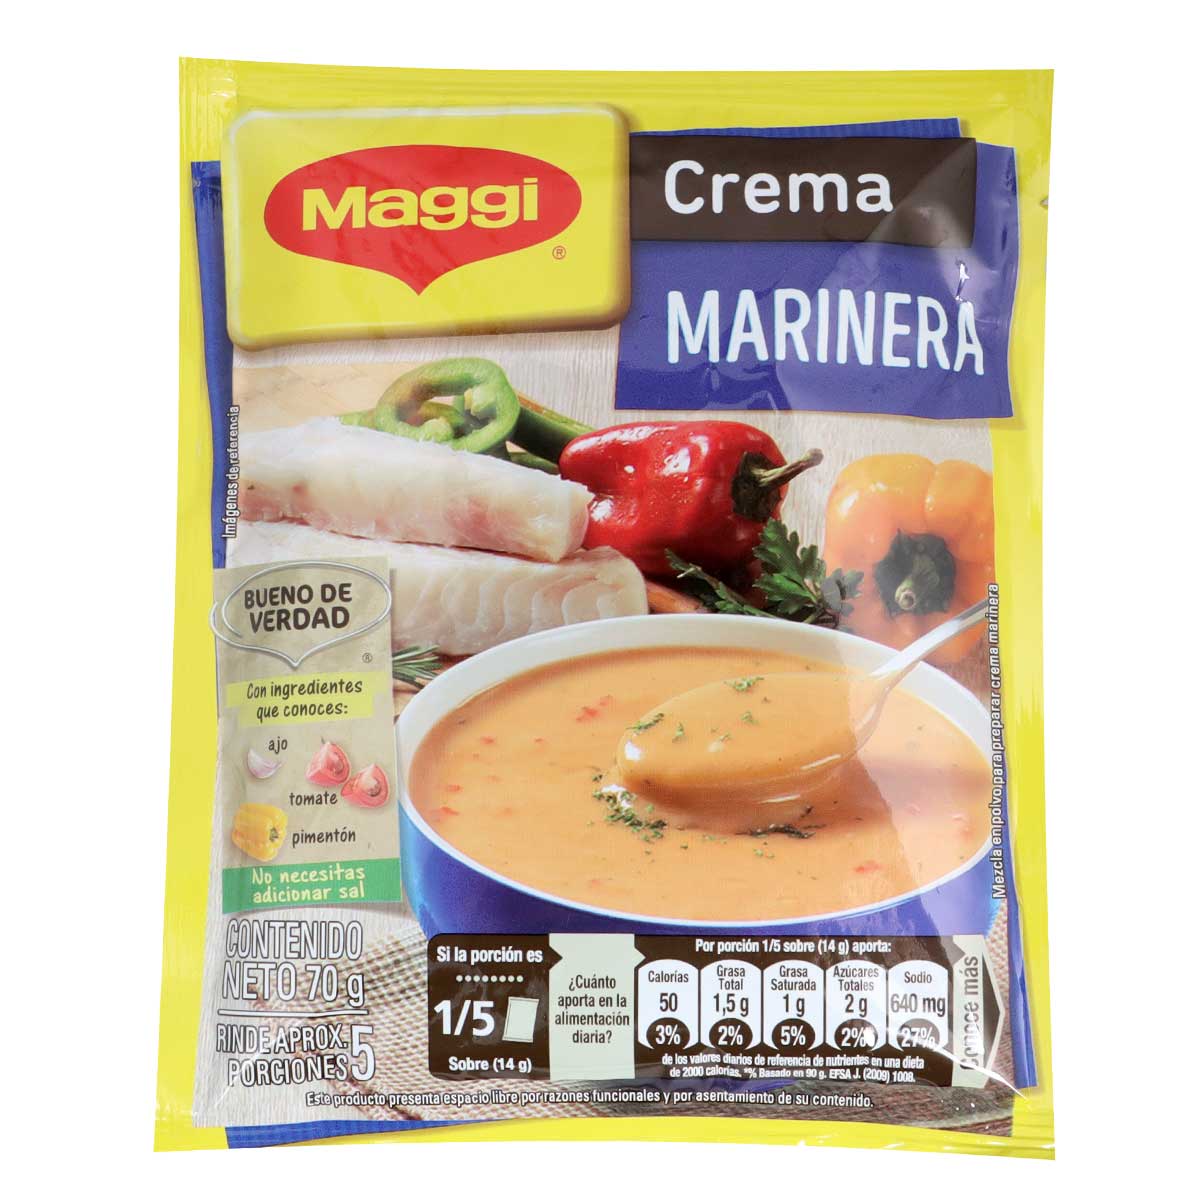 Maggi
®
Crema
MARINERA
Imágenes de referencia
BUENO DE
VERDAD
®
Con ingredientes
que conoces:
ajo
tomate
pimentón
No necesitas
adicionar sal
CONTENIDO
NETO 70 g
RINDE APROX. 5
PORCIONES
Mezcla en polvo para preparar crema marinera
Si la porción es
1/5
Sobre (14 g)
¿Cuánto
aporta en la
alimentación
diaria?
Por porción 1/5 sobre (14 g) aporta:
Calorías
50
3%
Grasa
Total
1,5 g
2%
Grasa
Saturada
1 g
5%
Azúcares
Totales
2 g
2%*
Sodio
640 mg
27%
de los valores diarios de referencia de nutrientes en una dieta
de 2000 calorías. *% Basado en 90 g. EFSA J. (2009) 1008.
Conoce más
Este producto presenta espacio libre por razones funcionales y por asentamiento de su contenido.